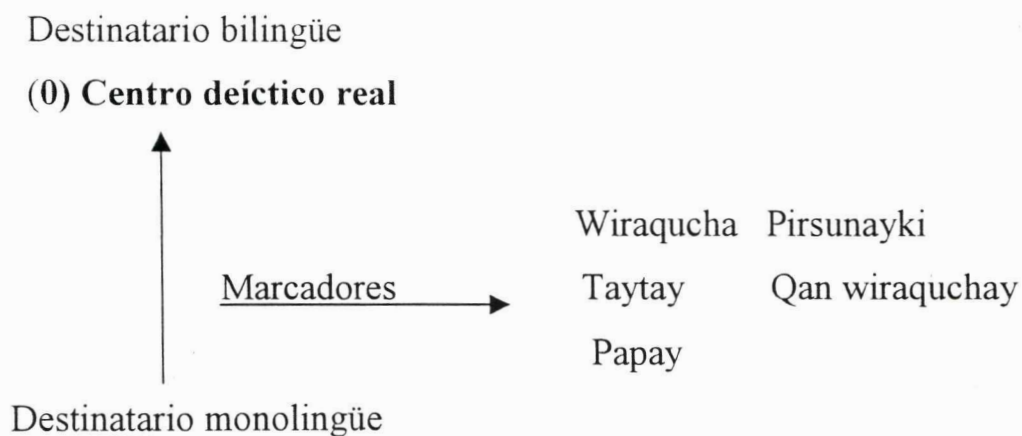 Destinatario bilingüe
(0) Centro deíctico real
Wiraqucha Pirsunayki
Marcadores Taytay Qan wiraquchay
Papay
Destinatario monolingüe